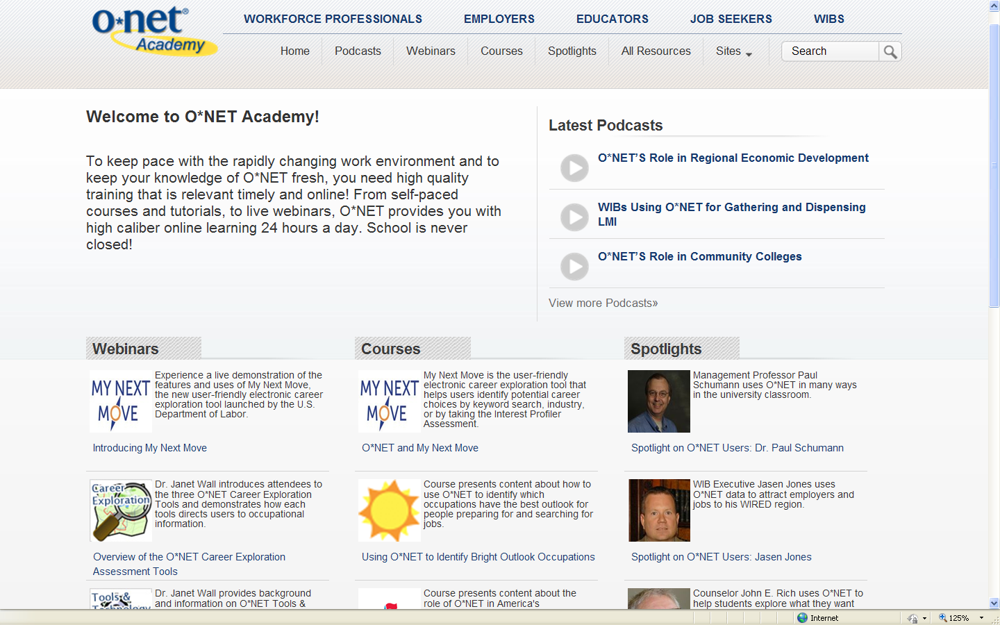 o*net®
Academy
WORKFORCE PROFESSIONALS EMPLOYERS EDUCATORS JOB SEEKERS WIBS
Home Podcasts Webinars Courses Spotlights All Resources Sites Search
Welcome to O*NET Academy!
To keep pace with the rapidly changing work environment and to
keep your knowledge of O*NET fresh, you need high quality
training that is relevant timely and online! From self-paced
courses and tutorials, to live webinars, O*NET provides you with
high caliber online learning 24 hours a day. School is never
closed!
Latest Podcasts
O*NET’S Role in Regional Economic Development
WIBs Using O*NET for Gathering and Dispensing
LMI
O*NET’S Role in Community Colleges
View more Podcasts»
Webinars
MY NEXT
MOVE
Experience a live demonstration of the
features and uses of My Next Move,
the new user-friendly electronic career
exploration tool launched by the U.S.
Department of Labor.
Introducing My Next Move
Career
Exploration
Dr. Janet Wall introduces attendees to
the three O*NET Career Exploration
Tools and demonstrates how each
tools directs users to occupational
information.
Overview of the O*NET Career Exploration
Assessment Tools
Tools &
Technology
Dr. Janet Wall provides background
and information on O*NET Tools &
Courses
MY NEXT
MOVE
My Next Move is the user-friendly
electronic career exploration tool that
helps users identify potential career
choices by keyword search, industry,
or by taking the Interest Profiler
Assessment.
O*NET and My Next Move
Course presents content about how to
use O*NET to identify which
occupations have the best outlook for
people preparing for and searching for
jobs.
Using O*NET to Identify Bright Outlook Occupations
Course presents content about the
role of O*NET in America's
Spotlights
Management Professor Paul
Schumann uses O*NET in many ways
in the university classroom.
Spotlight on O*NET Users: Dr. Paul Schumann
WIB Executive Jasen Jones uses
O*NET data to attract employers and
jobs to his WIRED region.
Spotlight on O*NET Users: Jasen Jones
Counselor John E. Rich uses O*NET to
help students explore what they want
Internet 125%